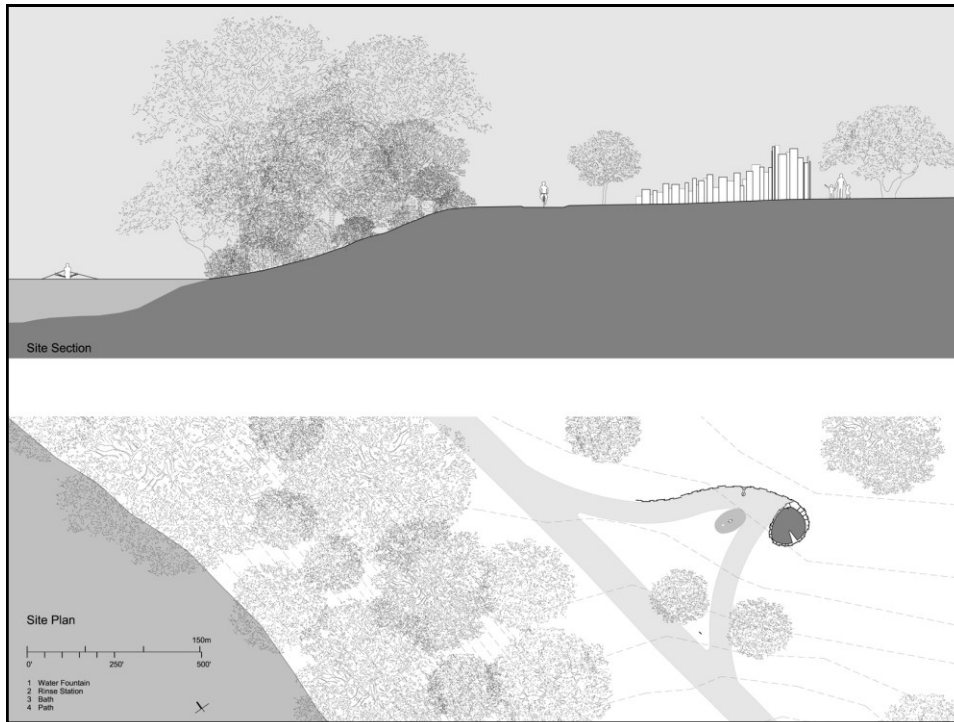 Site Section
Site Plan
150m
0' 250' 500'
1 Water Fountain
2 Rinse Station
3 Bath
4 Path